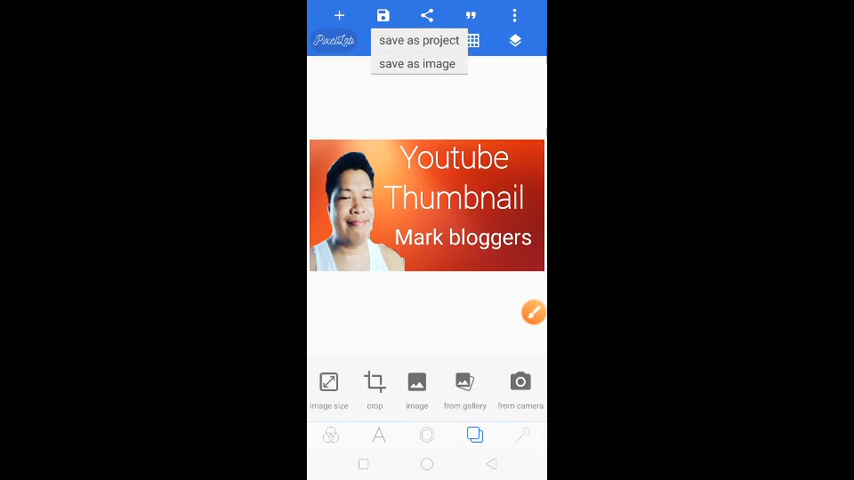 PixelLab
save as project
save as image
Youtube
Thumbnail
Mark bloggers
image size
crop
image
from gallery
from camera